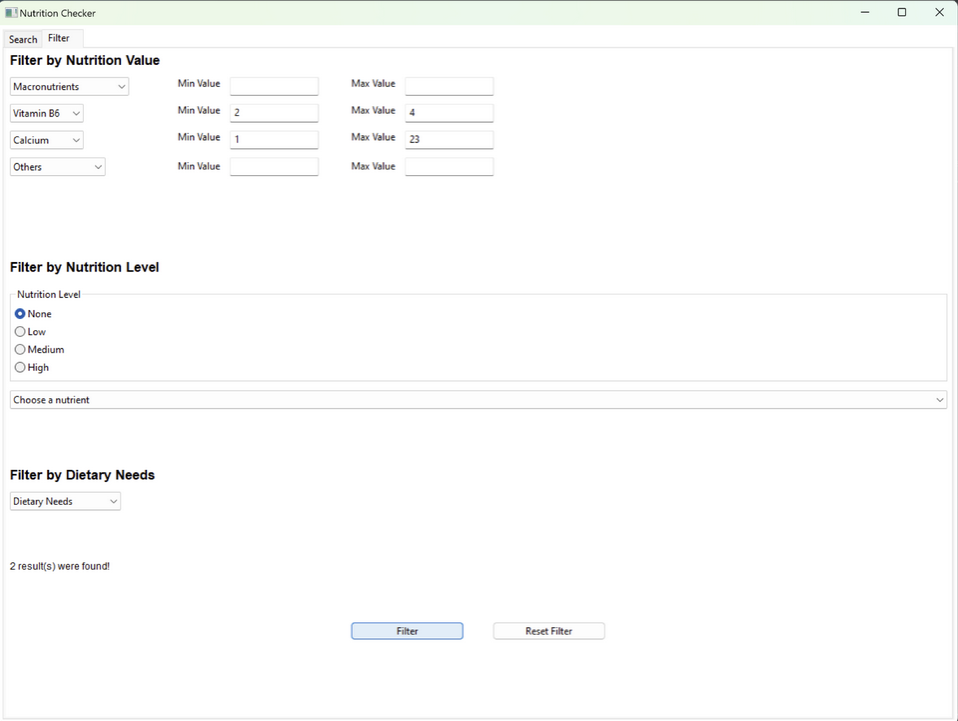 Nutrition Checker
Search Filter
Filter by Nutrition Value
Macronutrients Min Value Max Value
Vitamin B6 Min Value 2 Max Value 4
Calcium Min Value 1 Max Value 23
Others Min Value Max Value
Filter by Nutrition Level
Nutrition Level
None
Low
Medium
High
Choose a nutrient
Filter by Dietary Needs
Dietary Needs
2 result(s) were found!
Filter Reset Filter